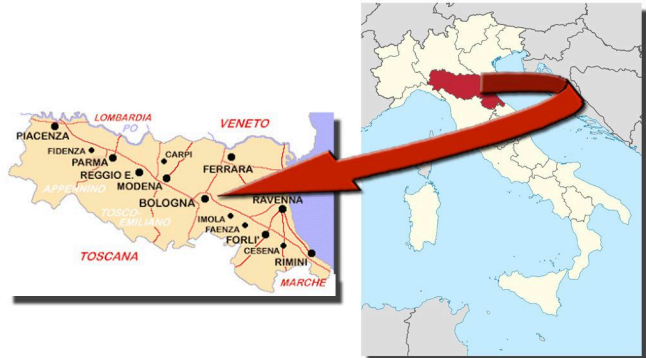 LOMBARDIA
PO
VENETO
PIACENZA
FIDENZA
PARMA
CARPI
REGGIO E.
FERRARA
MODENA
APPENNINO
BOLOGNA
RAVENNA
TOSCO-
EMILIANO
IMOLA
FAENZA
FORLI'
CESENA
TOSCANA
RIMINI
MARCHE